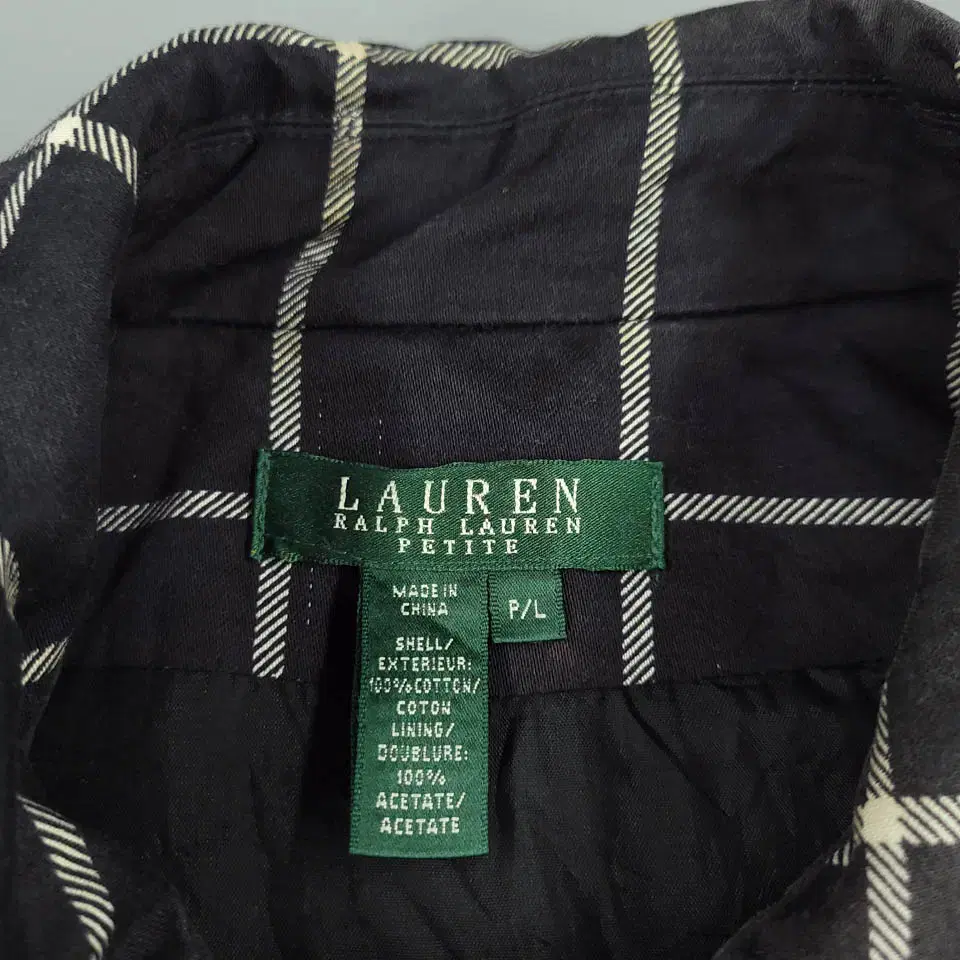 LAUREN
RALPH LAUREN
PETITE
MADE IN
CHINA
P/L
SHELL/
EXTERIEUR:
100%COTTON/
COTON
LINING/
DOUBLURE:
100%
ACETATE/
ACETATE